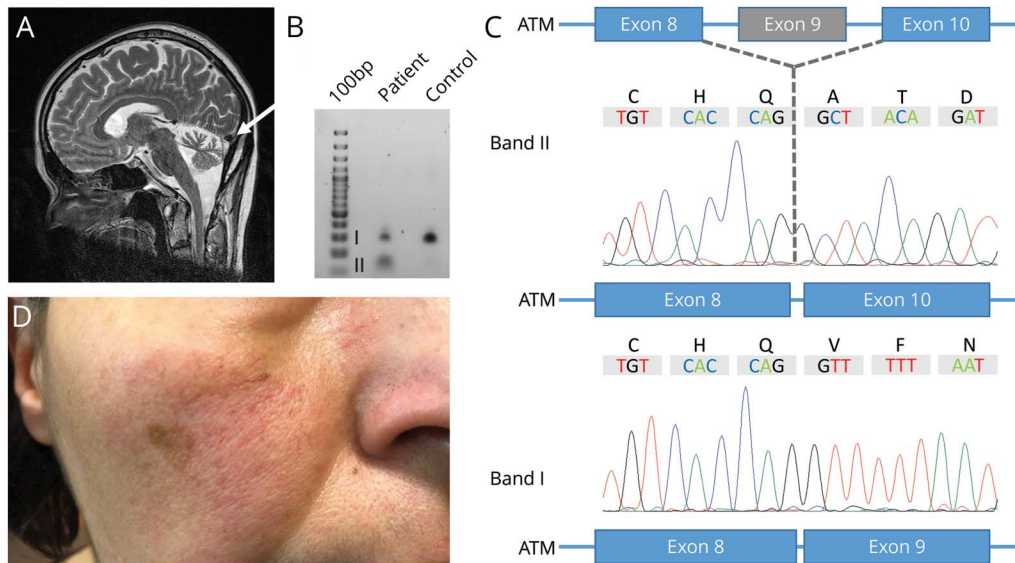 A
B
100bp
Patient
Control
I
II
C
ATM
Exon 8
Exon 9
Exon 10
C H Q A T D
TGT CAC CAG GCT ACA GAT
Band II
ATM
Exon 8
Exon 10
C H Q V F N
TGT CAC CAG GTT TTT AAT
Band I
ATM
Exon 8
Exon 9
D